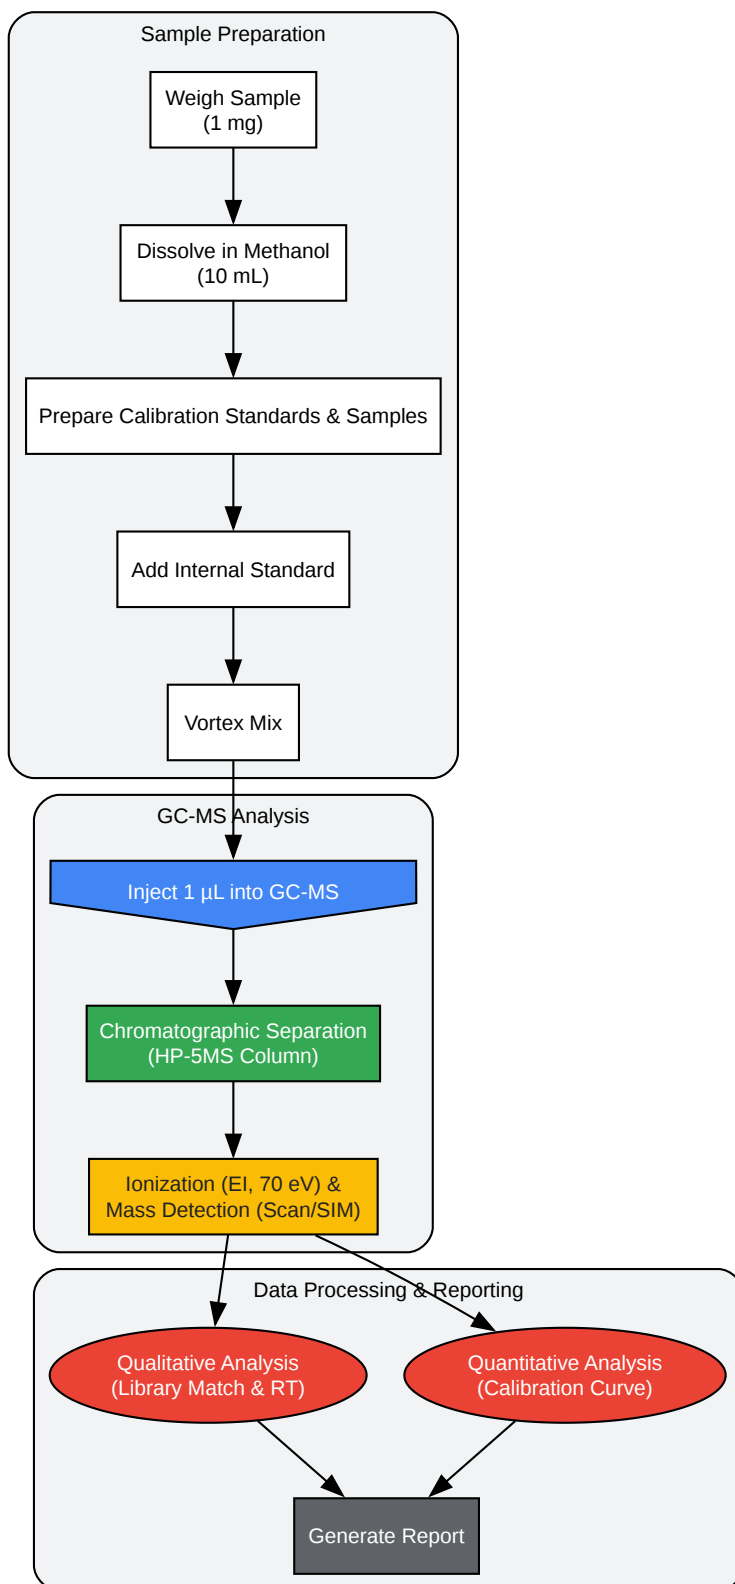 Sample Preparation
Weigh Sample
(1 mg)
Dissolve in Methanol
(10 mL)
Prepare Calibration Standards & Samples
Add Internal Standard
Vortex Mix
GC-MS Analysis
Inject 1 µL into GC-MS
Chromatographic Separation
(HP-5MS Column)
Ionization (EI, 70 eV) &
Mass Detection (Scan/SIM)
Data Processing & Reporting
Qualitative Analysis
(Library Match & RT)
Quantitative Analysis
(Calibration Curve)
Generate Report